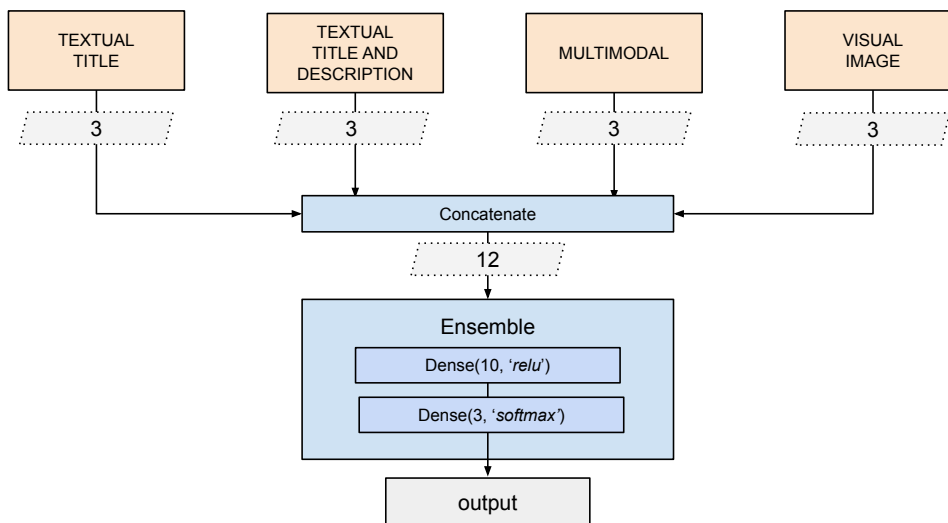 TEXTUAL
TITLE
TEXTUAL
TITLE AND
DESCRIPTION
MULTIMODAL
VISUAL
IMAGE
3
3
3
3
Concatenate
12
Ensemble
Dense(10, ‘relu’)
Dense(3, ‘softmax’)
output